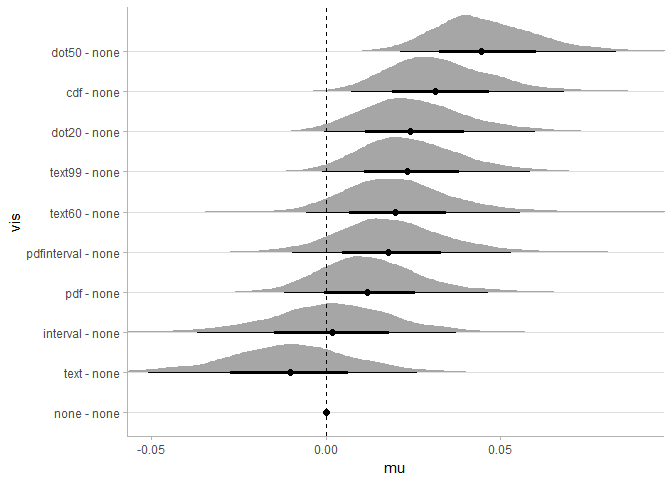 dot50 - none
cdf - none
dot20 - none
text99 - none
text60 - none
pdfinterval - none
pdf - none
interval - none
text - none
none - none
vis
-0.05 0.00 0.05
mu